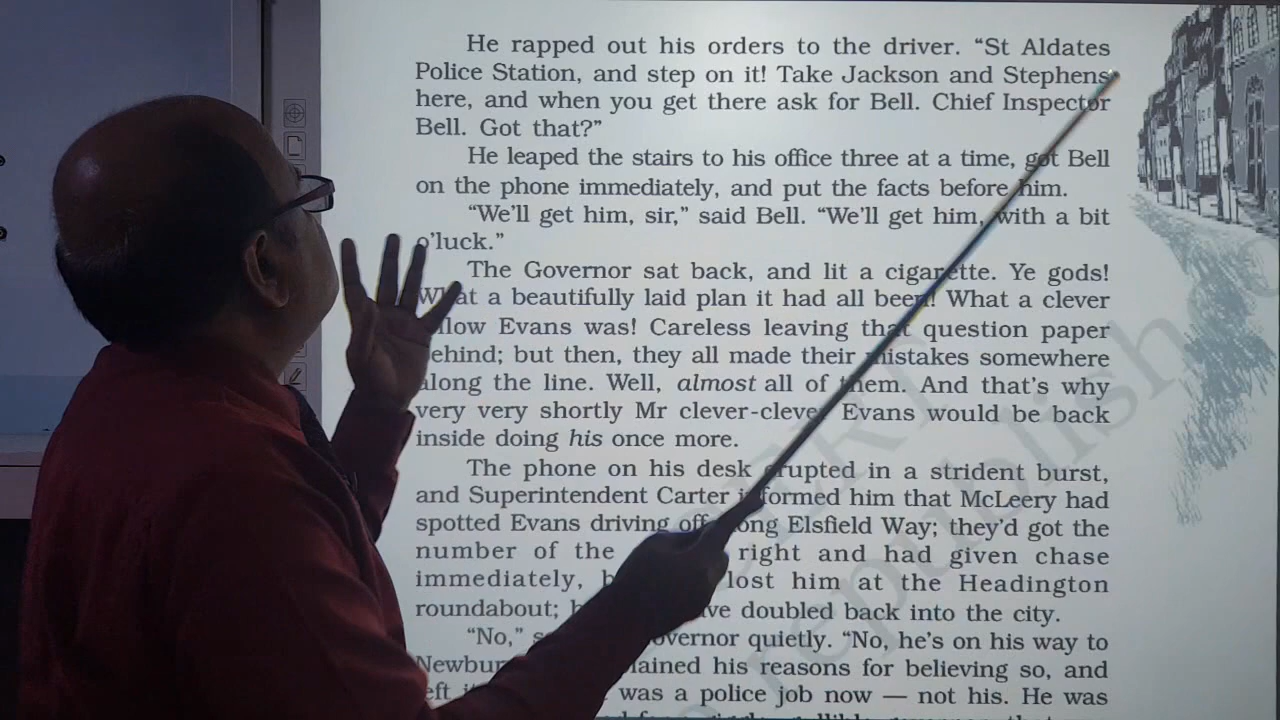 He rapped out his orders to the driver. “St Aldates
Police Station, and step on it! Take Jackson and Stephens
here, and when you get there ask for Bell. Chief Inspector
Bell. Got that?”
He leaped the stairs to his office three at a time, got Bell
on the phone immediately, and put the facts before him.
“We’ll get him, sir,” said Bell. “We’ll get him, with a bit
o’luck.”
The Governor sat back, and lit a cigarette. Ye gods!
What a beautifully laid plan it had all been! What a clever
Evans was! Careless leaving that question paper
behind; but then, they all made their mistakes somewhere
along the line. Well, almost all of them. And that’s why
very very shortly Mr clever-clever Evans would be back
inside doing his once more.
The phone on his desk erupted in a strident burst,
and Superintendent Carter informed him that McLeery had
spotted Evans driving off along Elsfield Way; they’d got the
number of the right and had given chase
immediately, lost him at the Headington
roundabout; doubled back into the city.
“No,” Governor quietly. “No, he’s on his way to
his reasons for believing so, and
was a police job now — not his. He was
republish